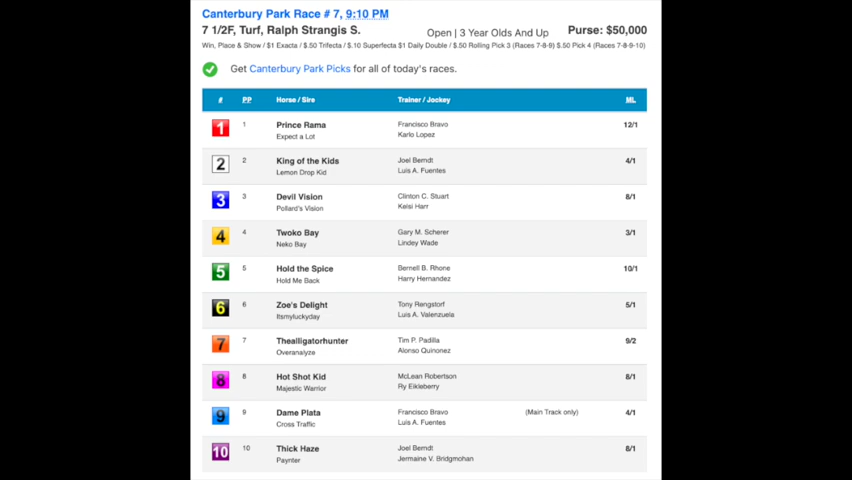 Canterbury Park Race # 7, 9:10 PM
7 1/2F, Turf, Ralph Strangis S.
Open | 3 Year Olds And Up
Purse: $50,000
Win, Place & Show / $1 Exacta / $.50 Trifecta / $.10 Superfecta $1 Daily Double / $.50 Rolling Pick 3 (Races 7-8-9) $.50 Pick 4 (Races 7-8-9-10)
Get Canterbury Park Picks for all of today's races.
# PP Horse / Sire Trainer / Jockey ML
1 1 Prince Rama Francisco Bravo 12/1
Expect a Lot Karlo Lopez
2 2 King of the Kids Joel Berndt 4/1
Lemon Drop Kid Luis A. Fuentes
3 3 Devil Vision Clinton C. Stuart 8/1
Pollard's Vision Kelsi Harr
4 4 Twoko Bay Gary M. Scherer 3/1
Neko Bay Lindey Wade
5 5 Hold the Spice Bernell B. Rhone 10/1
Hold Me Back Harry Hernandez
6 6 Zoe's Delight Tony Rengstorf 5/1
Itsmyluckyday Luis A. Valenzuela
7 7 Thealligatorhunter Tim P. Padilla 9/2
Overanalyze Alonso Quinonez
8 8 Hot Shot Kid McLean Robertson 8/1
Majestic Warrior Ry Eikleberry
9 9 Dame Plata Francisco Bravo (Main Track only) 4/1
Cross Traffic Luis A. Fuentes
10 10 Thick Haze Joel Berndt 8/1
Paynter Jermaine V. Bridgmohan